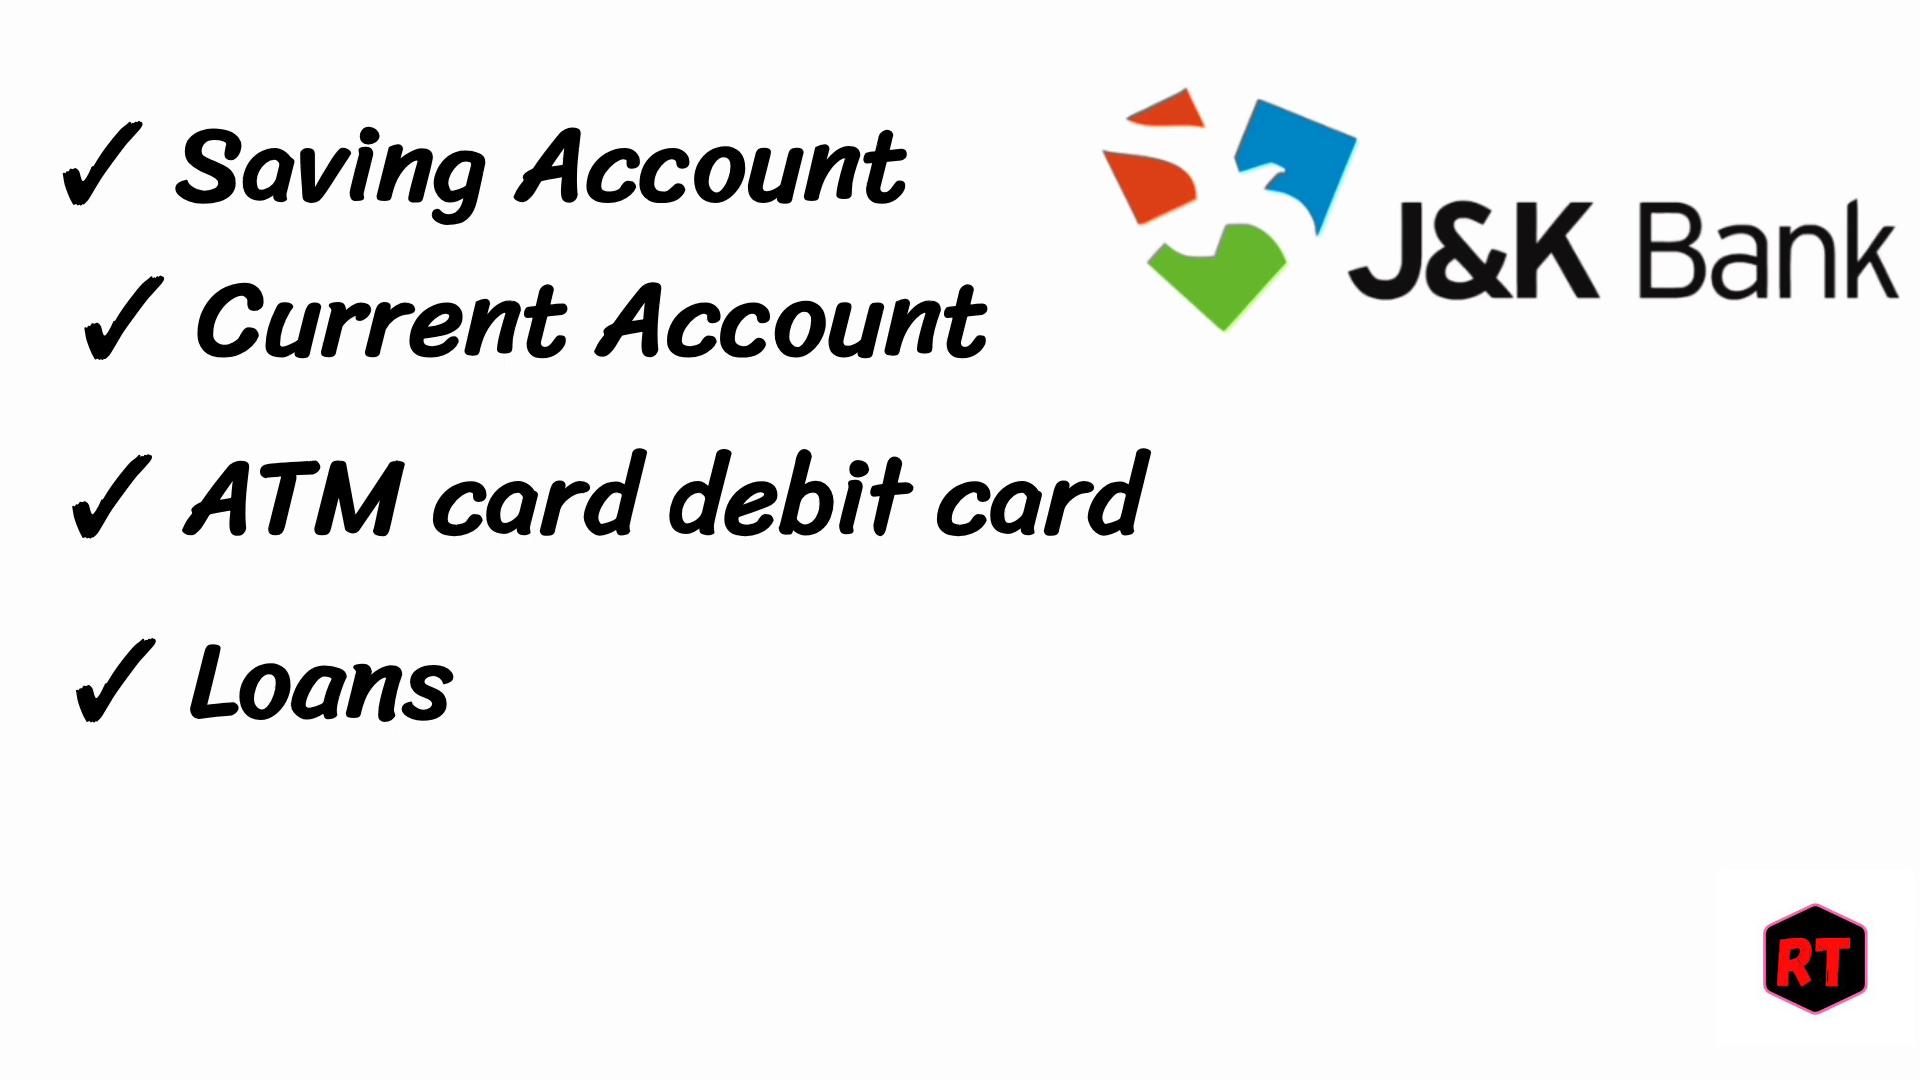 ✓ Saving Account
J&K Bank
✓ Current Account
✓ ATM card debit card
✓ Loans
RT